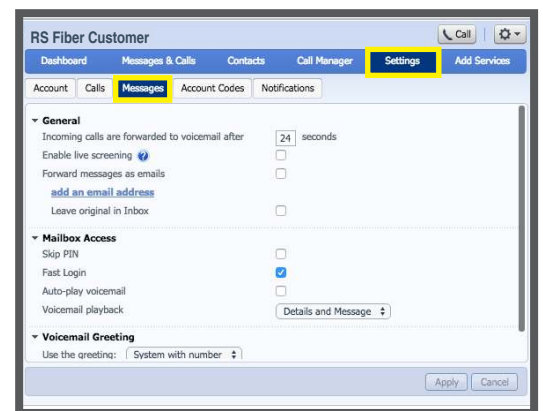 RS Fiber Customer
Call
Dashboard Messages & Calls Contacts Call Manager Settings Add Services
Account Calls Messages Account Codes Notifications
General
Incoming calls are forwarded to voicemail after 24 seconds
Enable live screening ?
Forward messages as emails
add an email address
Leave original in Inbox
Mailbox Access
Skip PIN
Fast Login
Auto-play voicemail
Voicemail playback Details and Message
Voicemail Greeting
Use the greeting: System with number
Apply Cancel